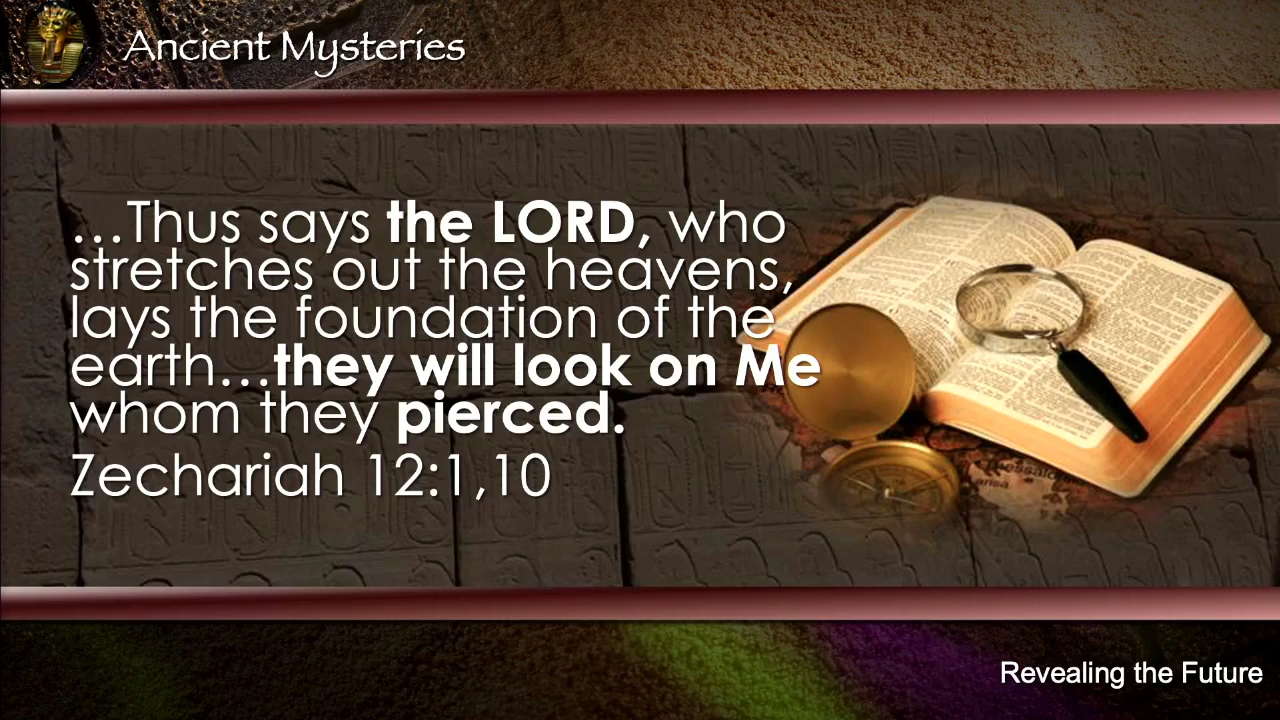 Ancient Mysteries
…Thus says the LORD, who
stretches out the heavens,
lays the foundation of the
earth…they will look on Me
whom they pierced.
Zechariah 12:1,10
Revealing the Future